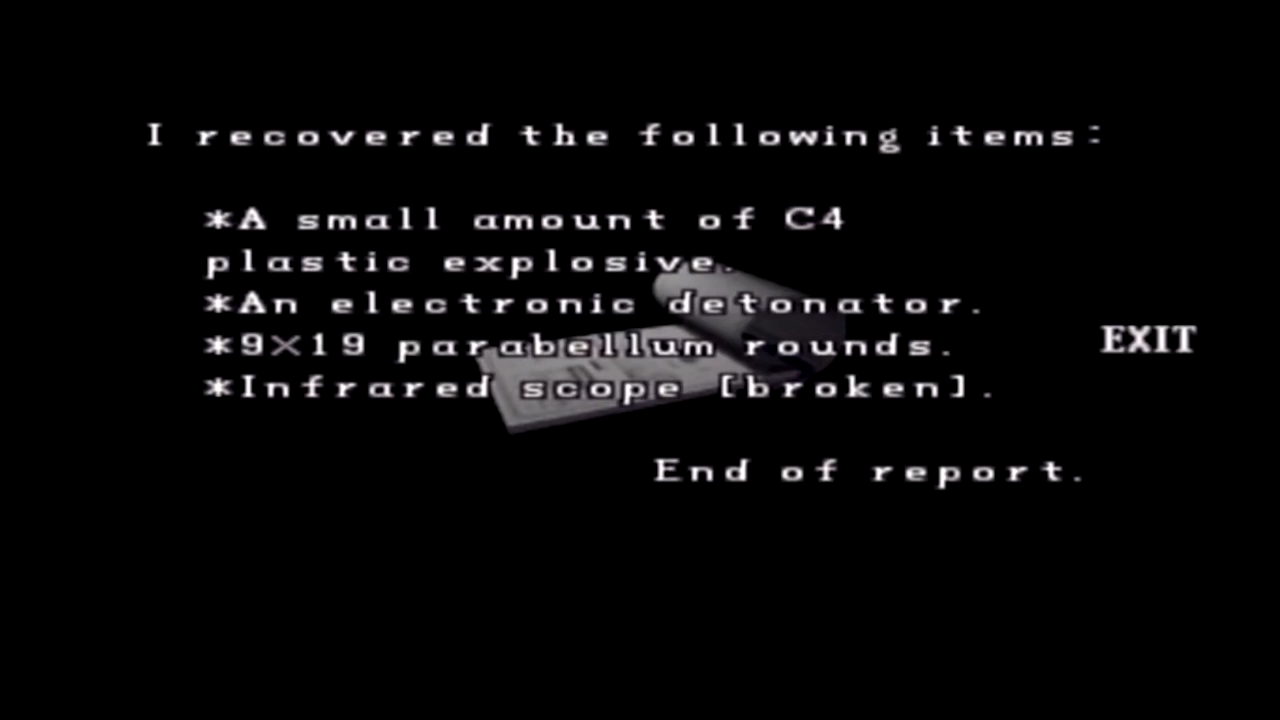 I recovered the following items:
*A small amount of C4
plastic explosive.
*An electronic detonator.
*9×19 parabellum rounds.
EXIT
*Infrared scope [broken].
End of report.